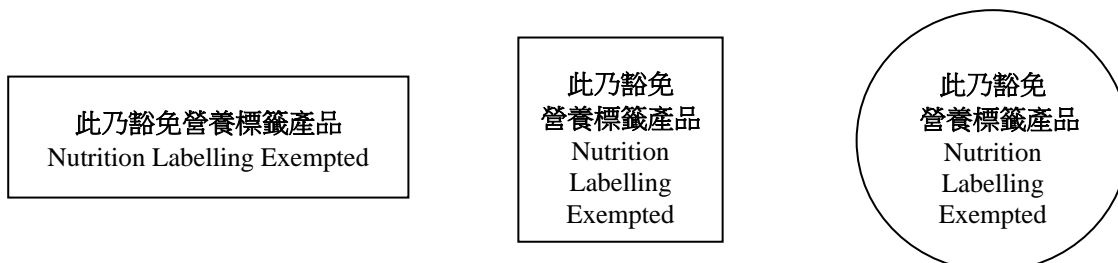 此乃豁免營養標籤產品
Nutrition Labelling Exempted
此乃豁免
營養標籤產品
Nutrition
Labelling
Exempted
此乃豁免
營養標籤產品
Nutrition
Labelling
Exempted